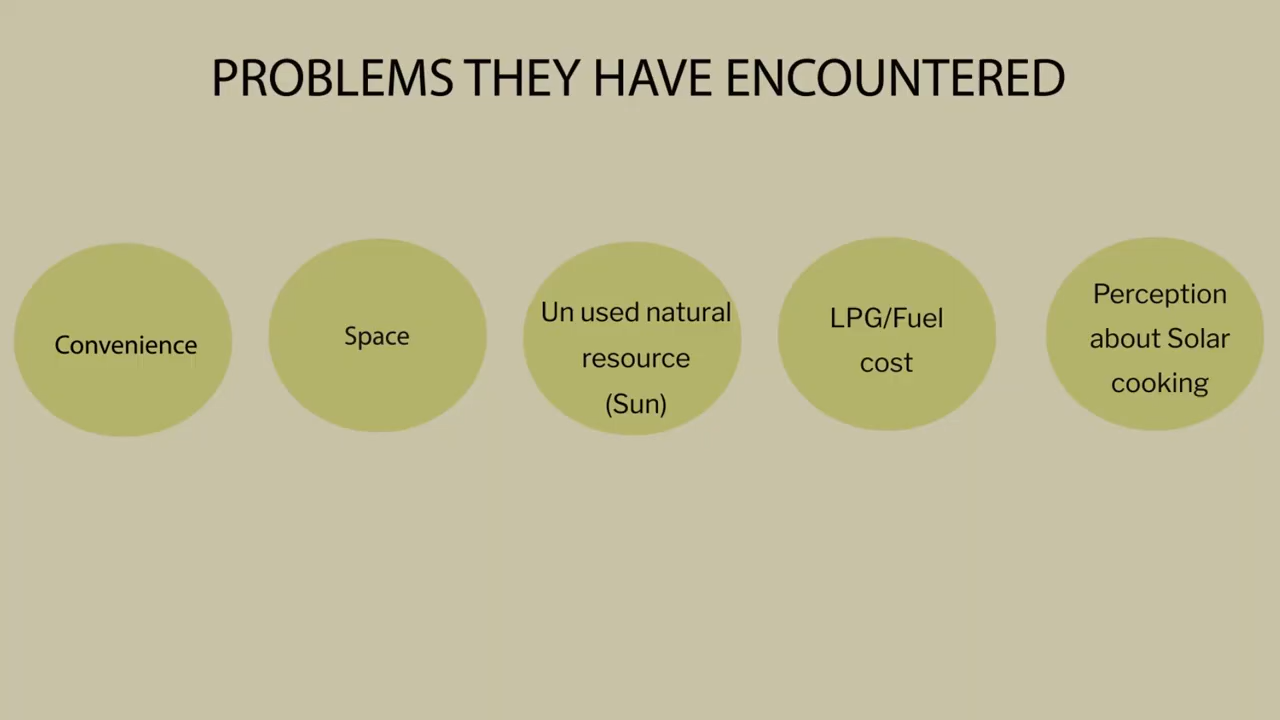 PROBLEMS THEY HAVE ENCOUNTERED
Convenience
Space
Un used natural
resource
(Sun)
LPG/Fuel
cost
Perception
about Solar
cooking